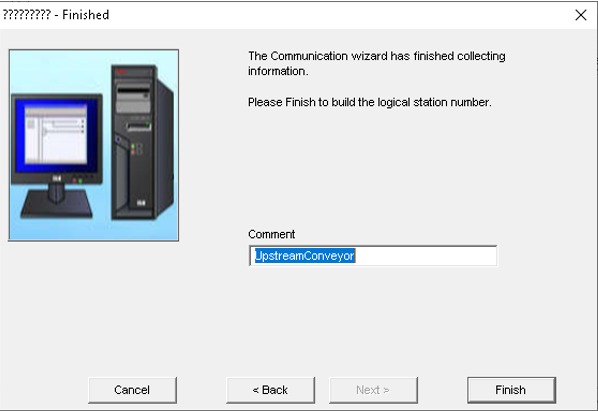 ????????? - Finished
The Communication wizard has finished collecting
information.
Please Finish to build the logical station number.
Comment
UpstreamConveyor
Cancel
< Back
Next >
Finish